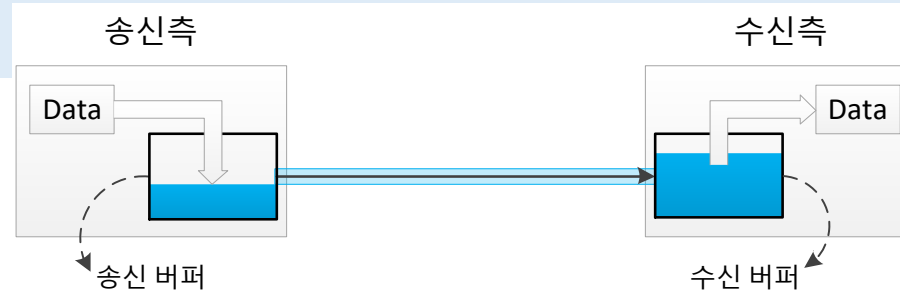 송신측
수신측
Data
Data
송신 버퍼
수신 버퍼